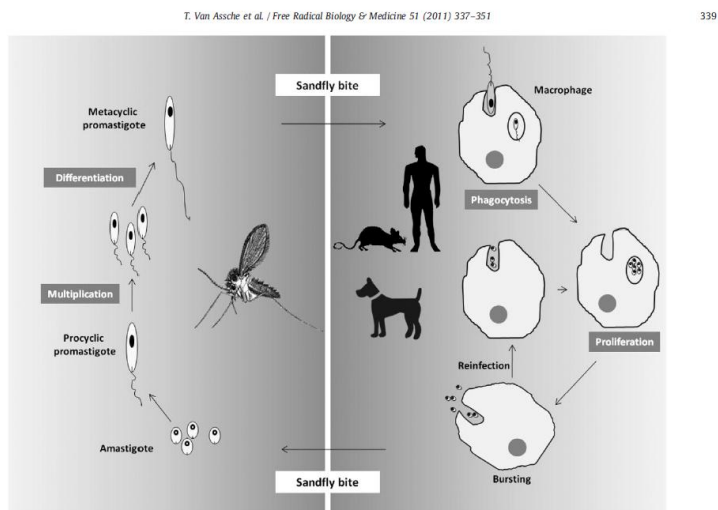 T. Van Assche et al. / Free Radical Biology & Medicine 51 (2011) 337–351
339
Sandfly bite
Metacyclic
promastigote
Differentiation
Multiplication
Procyclic
promastigote
Amastigote
Macrophage
Phagocytosis
Proliferation
Reinfection
Bursting
Sandfly bite